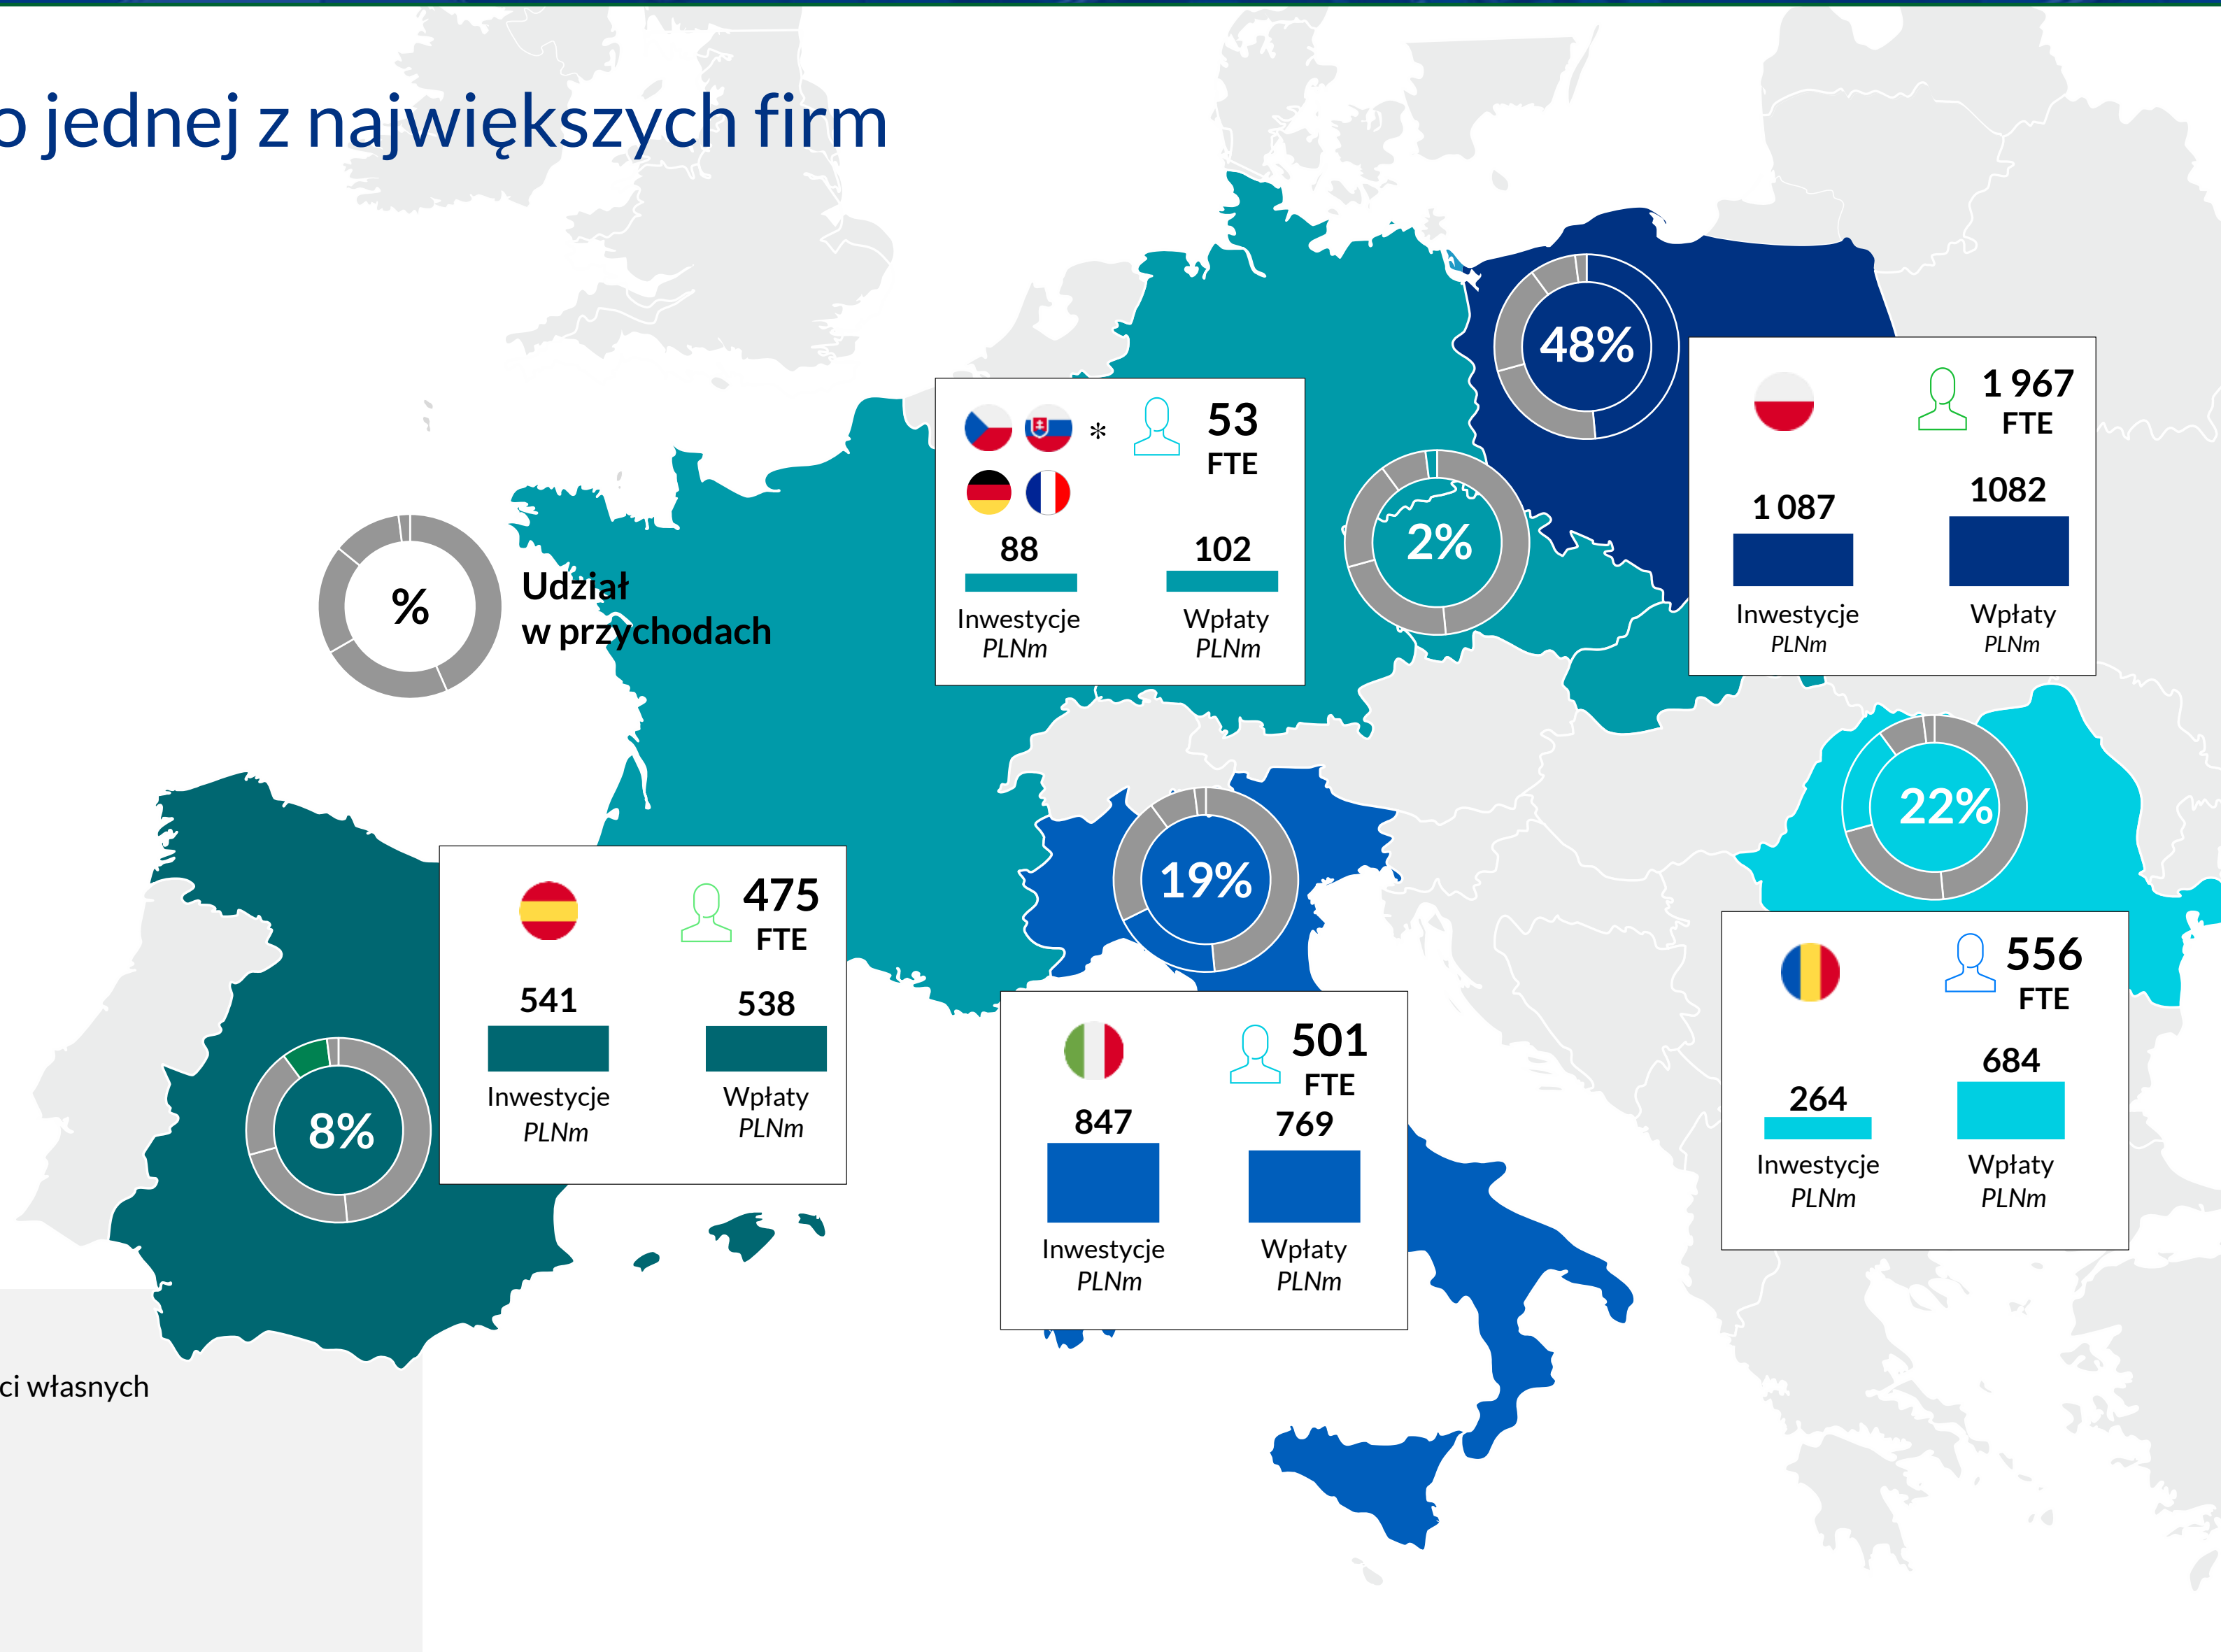 o jednej z największych firm
48%
1 967
FTE
1 087
1082
Inwestycje
Wpłaty
PLNm
PLNm
*
53
FTE
88
102
Inwestycje
Wpłaty
PLNm
PLNm
2%
%
Udział
w przychodach
22%
556
FTE
264
684
Inwestycje
Wpłaty
PLNm
PLNm
19%
501
FTE
847
769
Inwestycje
Wpłaty
PLNm
PLNm
475
FTE
541
538
Inwestycje
Wpłaty
PLNm
PLNm
8%
ci własnych